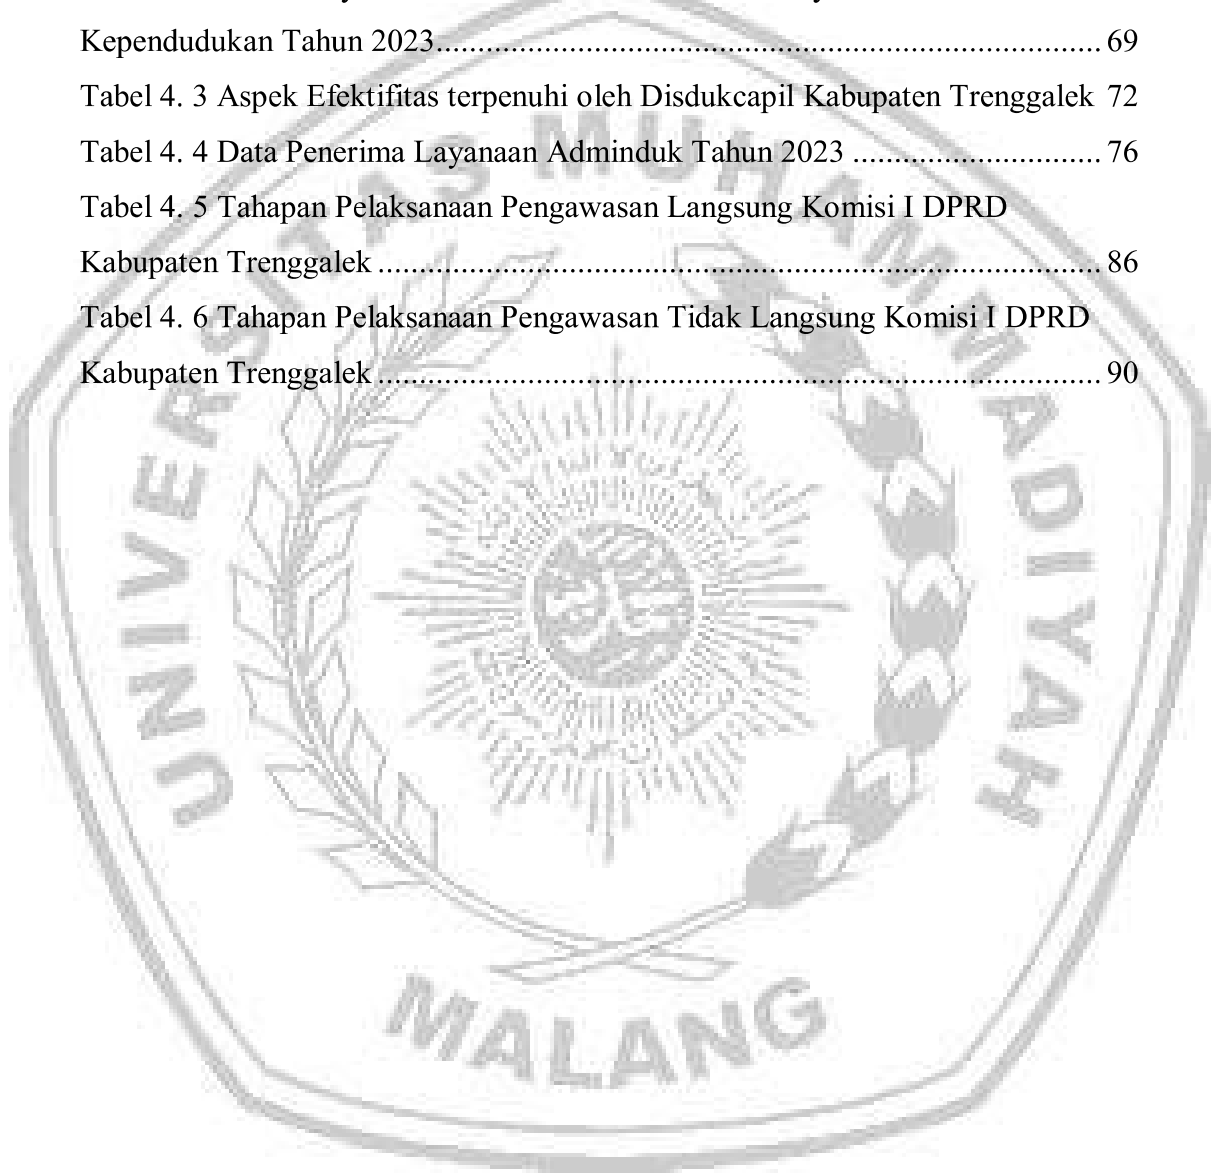 Kependudukan Tahun 2023.................................................................................... 69
Tabel 4. 3 Aspek Efektifitas terpenuhi oleh Disdukcapil Kabupaten Trenggalek 72
Tabel 4. 4 Data Penerima Layanaan Adminduk Tahun 2023 ............................... 76
Tabel 4. 5 Tahapan Pelaksanaan Pengawasan Langsung Komisi I DPRD
Kabupaten Trenggalek ........................................................................................... 86
Tabel 4. 6 Tahapan Pelaksanaan Pengawasan Tidak Langsung Komisi I DPRD
Kabupaten Trenggalek ........................................................................................... 90
UNIVERSITAS MUHAMMADIYAH
MALANG